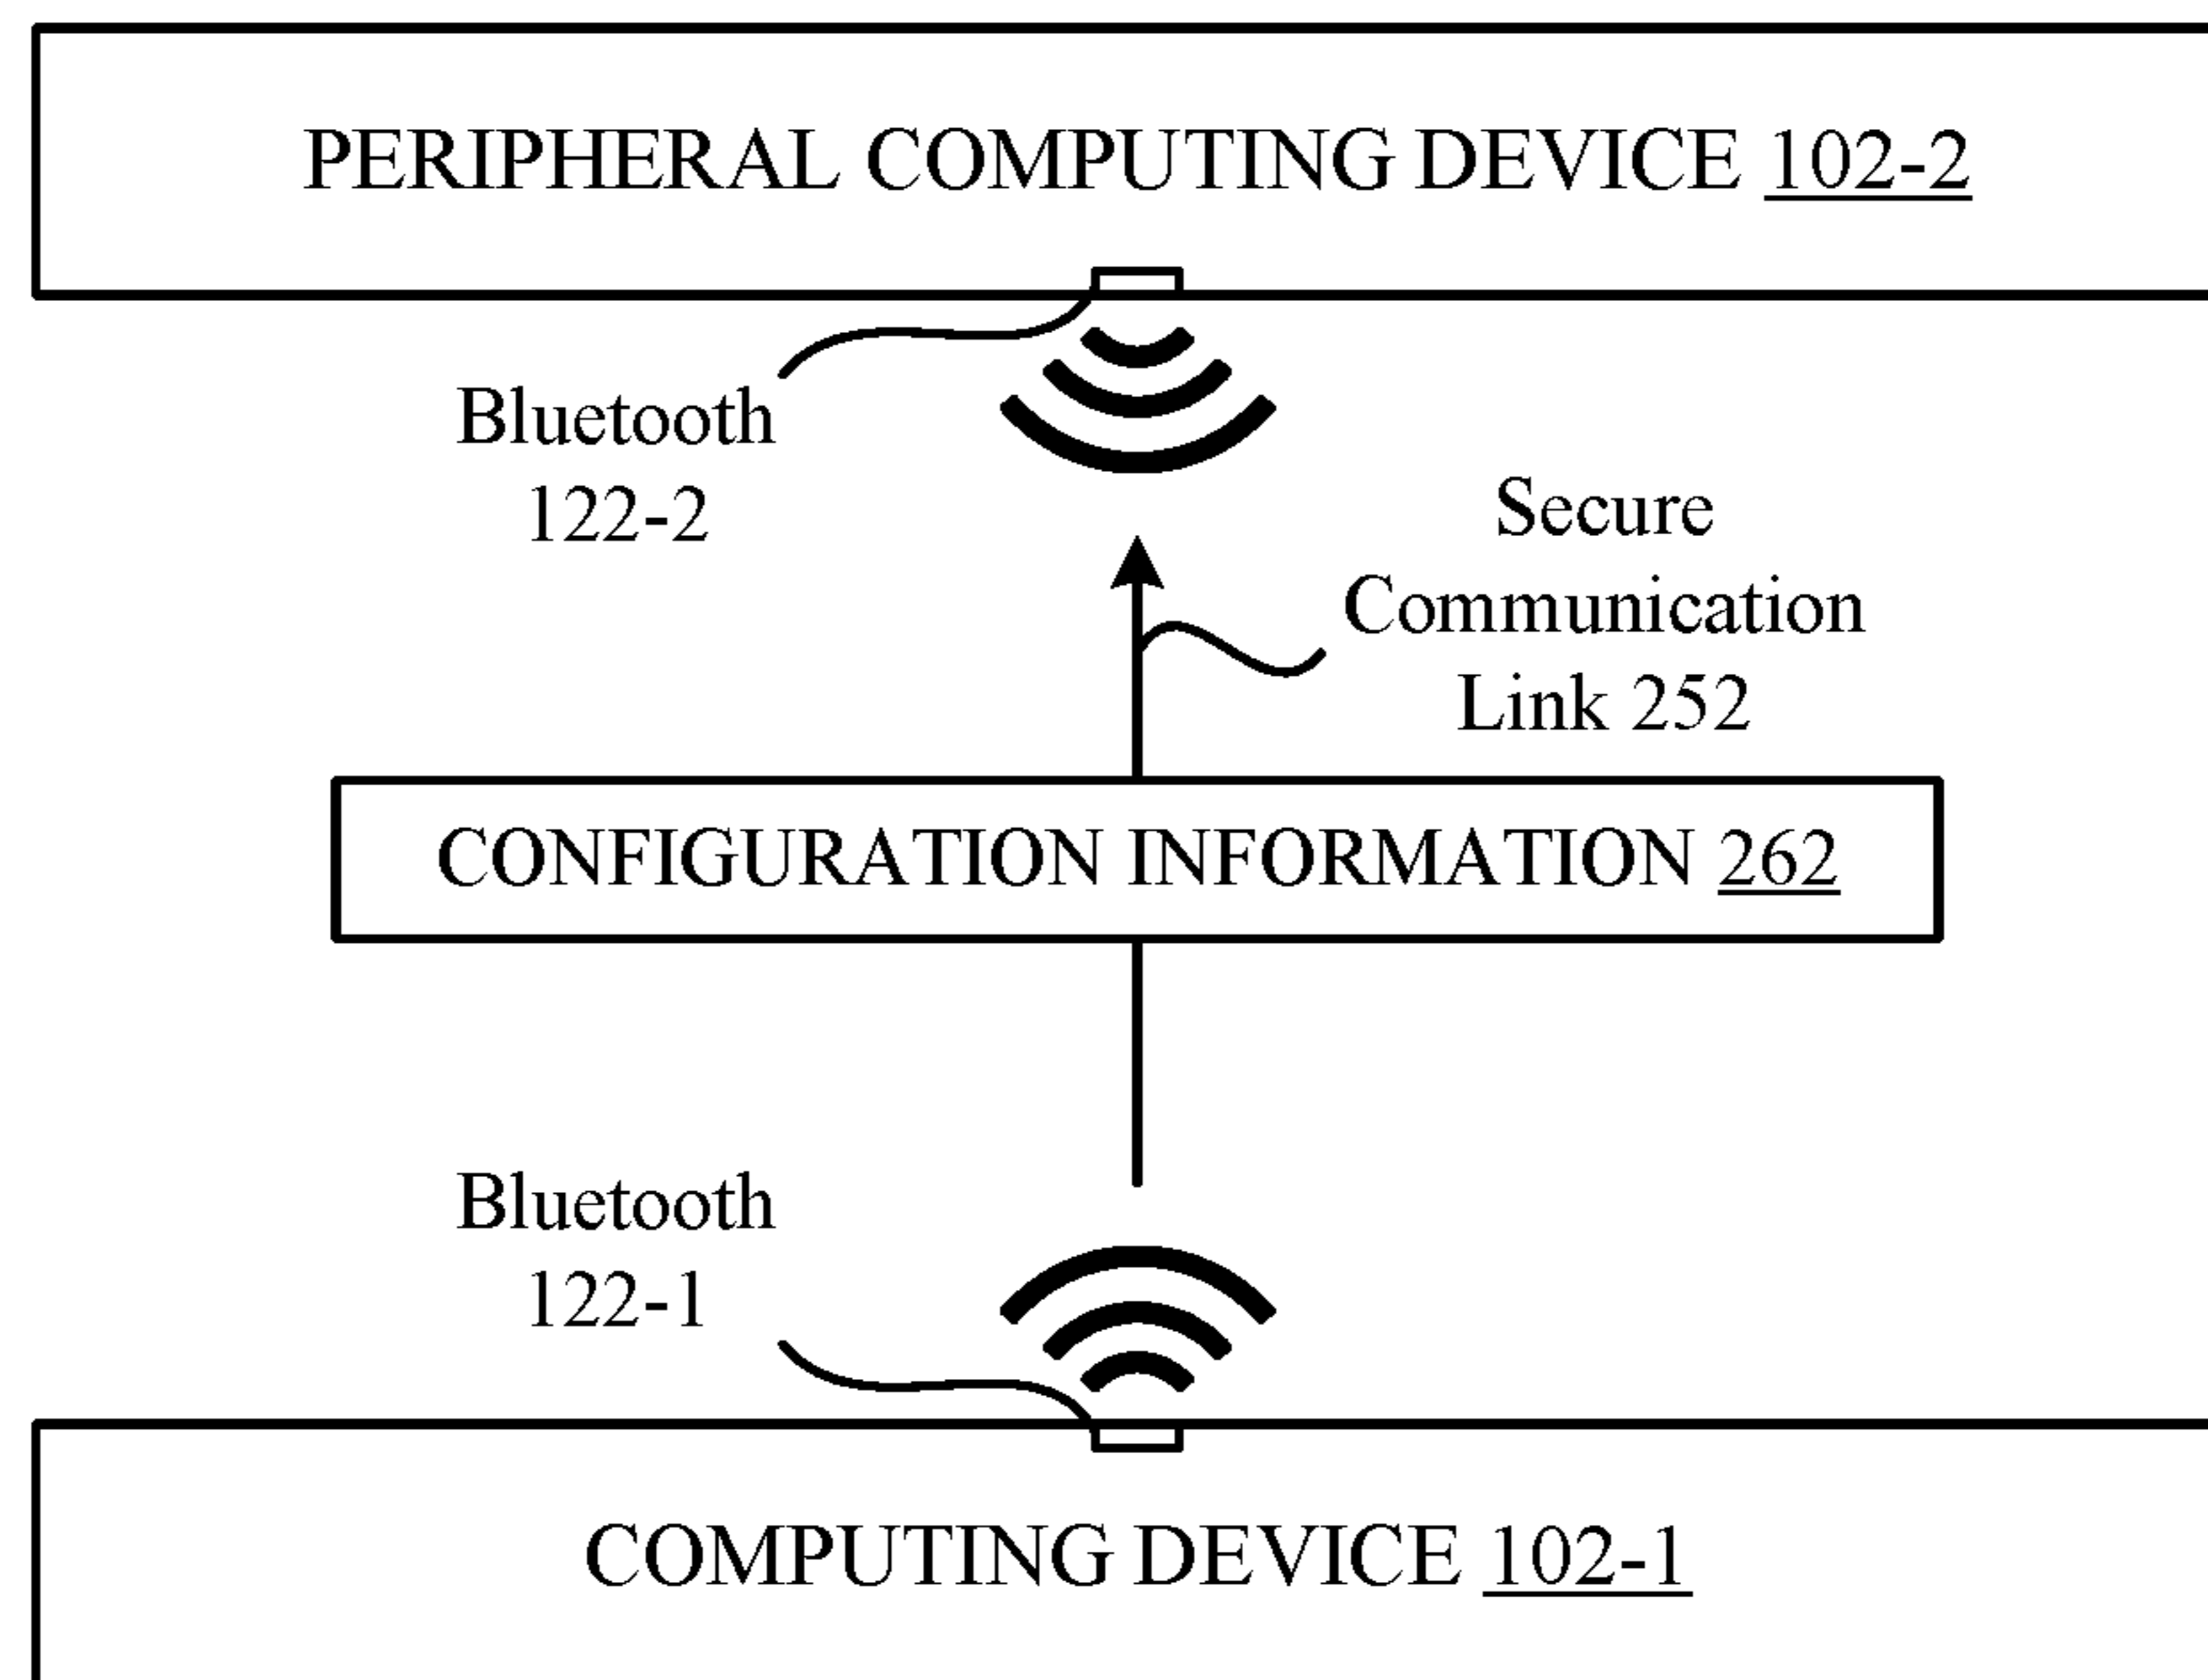 PERIPHERAL COMPUTING DEVICE 102-2
Bluetooth
122-2
Secure
Communication
Link 252
CONFIGURATION INFORMATION 262
Bluetooth
122-1
COMPUTING DEVICE 102-1